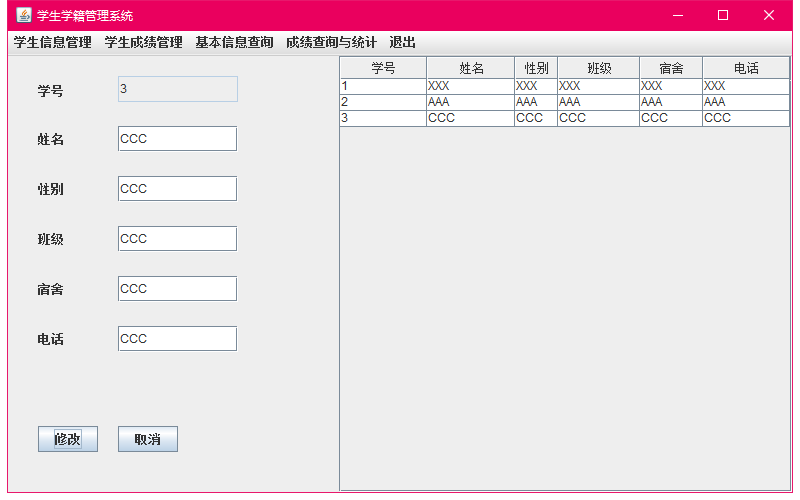 学生学籍管理系统
学生信息管理 学生成绩管理 基本信息查询 成绩查询与统计 退出
学号 3
姓名 CCC
性别 CCC
班级 CCC
宿舍 CCC
电话 CCC
修改 取消
学号 姓名 性别 班级 宿舍 电话
1 XXX XXX XXX XXX XXX
2 AAA AAA AAA AAA AAA
3 CCC CCC CCC CCC CCC